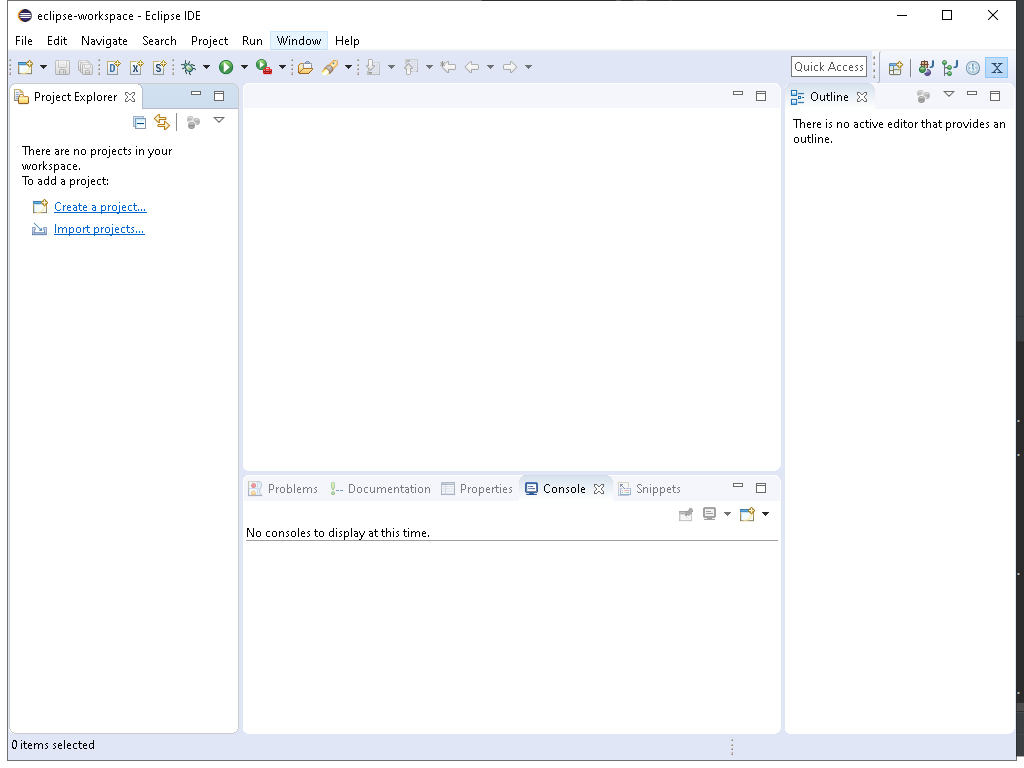 eclipse-workspace - Eclipse IDE
File Edit Navigate Search Project Run Window Help
Quick Access
Project Explorer
There are no projects in your
workspace.
To add a project:
Create a project...
Import projects...
Outline
There is no active editor that provides an
outline.
Problems Documentation Properties Console Snippets
No consoles to display at this time.
0 items selected